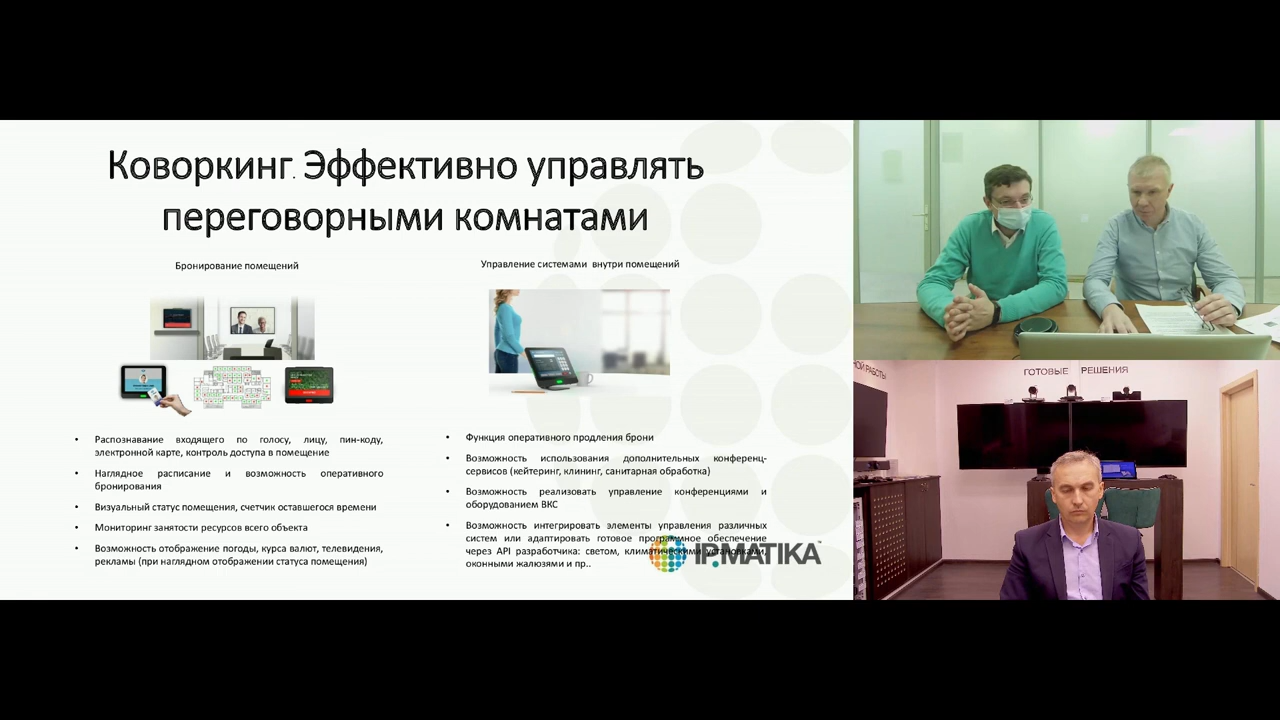 Коворкинг. Эффективно управлять
переговорными комнатами
Бронирование помещений
• Распознавание входящего по голосу, лицу, пин-коду,
электронной карте, контроль доступа в помещение
• Наглядное расписание и возможность оперативного
бронирования
• Визуальный статус помещения, счетчик оставшегося времени
• Мониторинг занятости ресурсов всего объекта
• Возможность отображение погоды, курса валют, телевидения,
рекламы (при наглядном отображении статуса помещения)
Управление системами внутри помещений
• Функция оперативного продления брони
• Возможность использования дополнительных конференц-
сервисов (кейтеринг, клининг, санитарная обработка)
• Возможность реализовать управление конференциями и
оборудованием ВКС
• Возможность интегрировать элементы управления различных
систем или адаптировать готовое программное обеспечение
через API разработчика: светом, климатическими установками,
оконными жалюзями и пр..
IPMATIKA™
НОЙ РАБОТЫ
ГОТОВЫЕ РЕШЕНИЯ